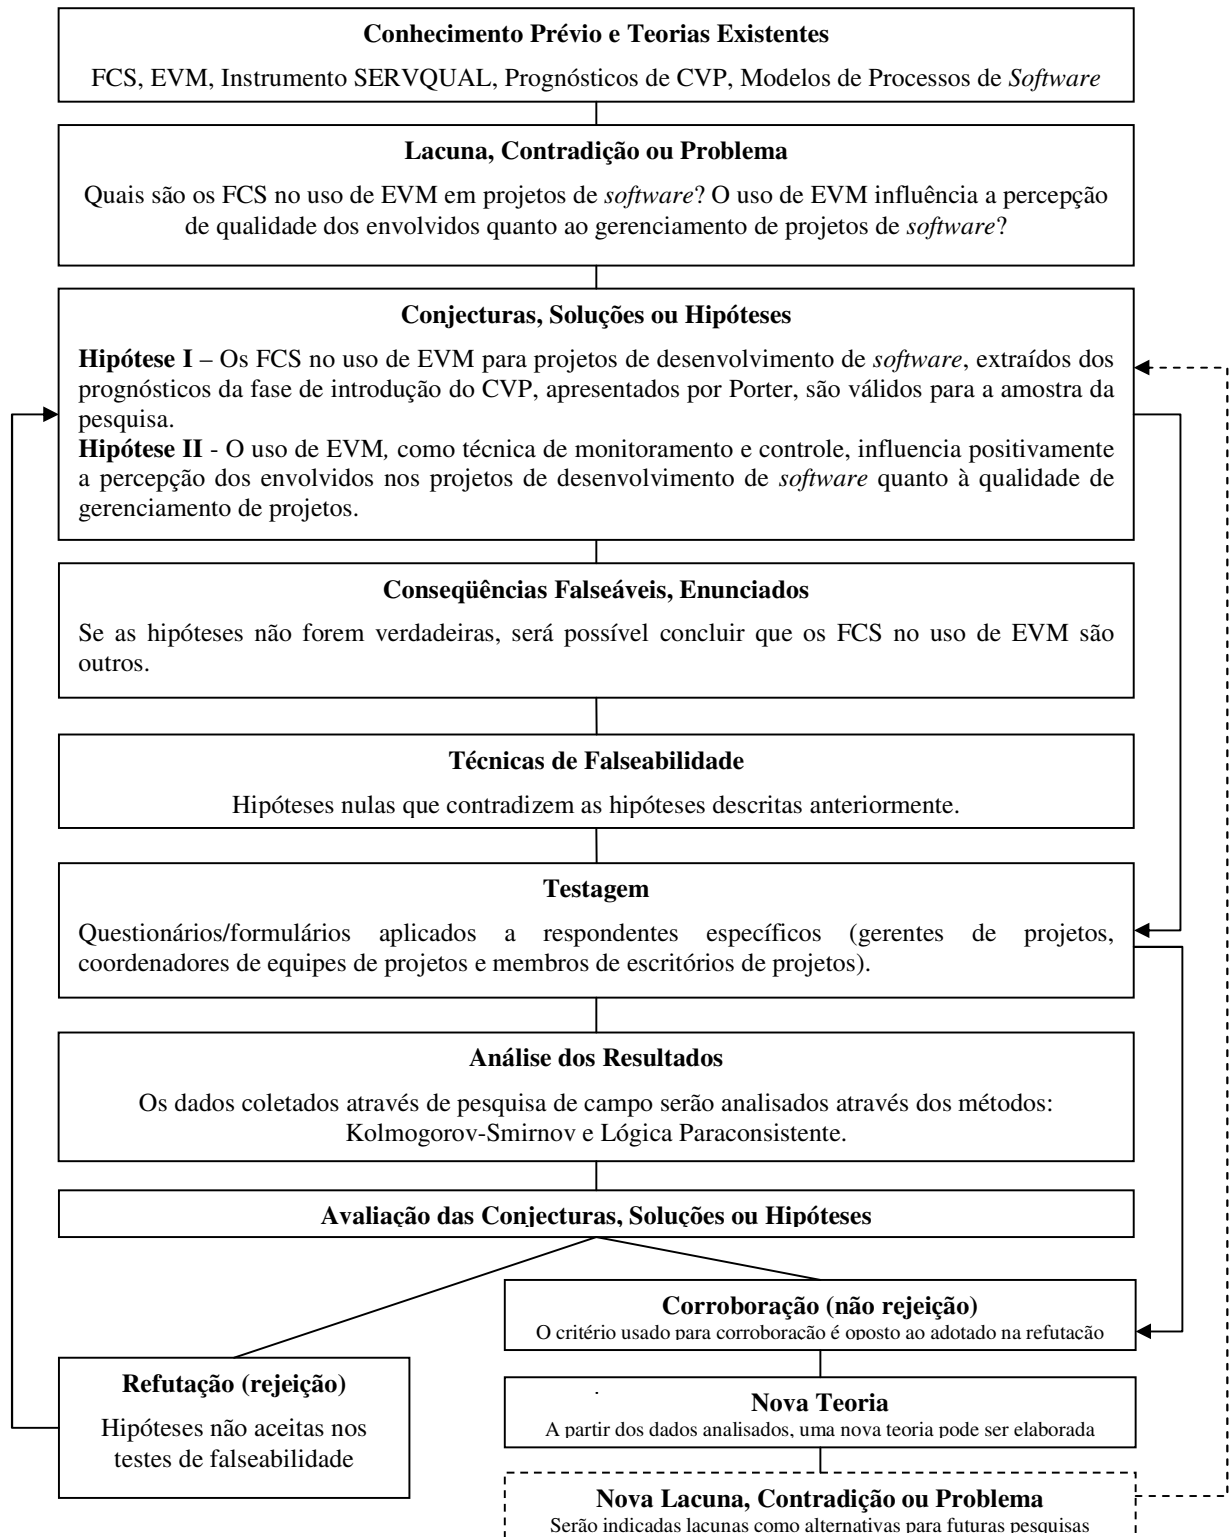 Conhecimento Prévio e Teorias Existentes
FCS, EVM, Instrumento SERVQUAL, Prognósticos de CVP, Modelos de Processos de Software
Lacuna, Contradição ou Problema
Quais são os FCS no uso de EVM em projetos de software? O uso de EVM influência a percepção
de qualidade dos envolvidos quanto ao gerenciamento de projetos de software?
Conjecturas, Soluções ou Hipóteses
Hipótese I – Os FCS no uso de EVM para projetos de desenvolvimento de software, extraídos dos
prognósticos da fase de introdução do CVP, apresentados por Porter, são válidos para a amostra da
pesquisa.
Hipótese II - O uso de EVM, como técnica de monitoramento e controle, influencia positivamente
a percepção dos envolvidos nos projetos de desenvolvimento de software quanto à qualidade de
gerenciamento de projetos.
Conseqüências Falseáveis, Enunciados
Se as hipóteses não forem verdadeiras, será possível concluir que os FCS no uso de EVM são
outros.
Técnicas de Falseabilidade
Hipóteses nulas que contradizem as hipóteses descritas anteriormente.
Testagem
Questionários/formulários aplicados a respondentes específicos (gerentes de projetos,
coordenadores de equipes de projetos e membros de escritórios de projetos).
Análise dos Resultados
Os dados coletados através de pesquisa de campo serão analisados através dos métodos:
Kolmogorov-Smirnov e Lógica Paraconsistente.
Avaliação das Conjecturas, Soluções ou Hipóteses
Corroboração (não rejeição)
O critério usado para corroboração é oposto ao adotado na refutação
Refutação (rejeição)
Hipóteses não aceitas nos
testes de falseabilidade
Nova Teoria
A partir dos dados analisados, uma nova teoria pode ser elaborada
Nova Lacuna, Contradição ou Problema
Serão indicadas lacunas como alternativas para futuras pesquisas